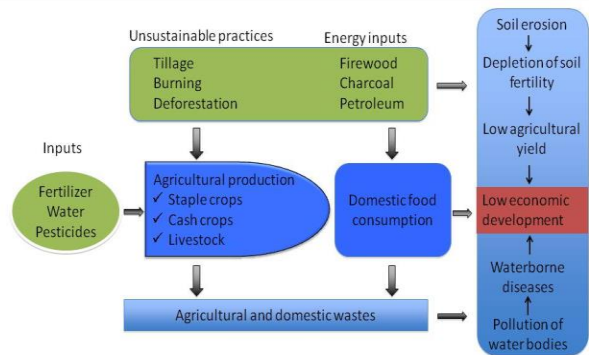 Unsustainable practices
Energy inputs
Tillage
Burning
Deforestation
Firewood
Charcoal
Petroleum
Inputs
Fertilizer
Water
Pesticides
Agricultural production
✓ Staple crops
✓ Cash crops
✓ Livestock
Domestic food
consumption
Agricultural and domestic wastes
Soil erosion
Depletion of soil
fertility
Low agricultural
yield
Low economic
development
Waterborne
diseases
Pollution of
water bodies